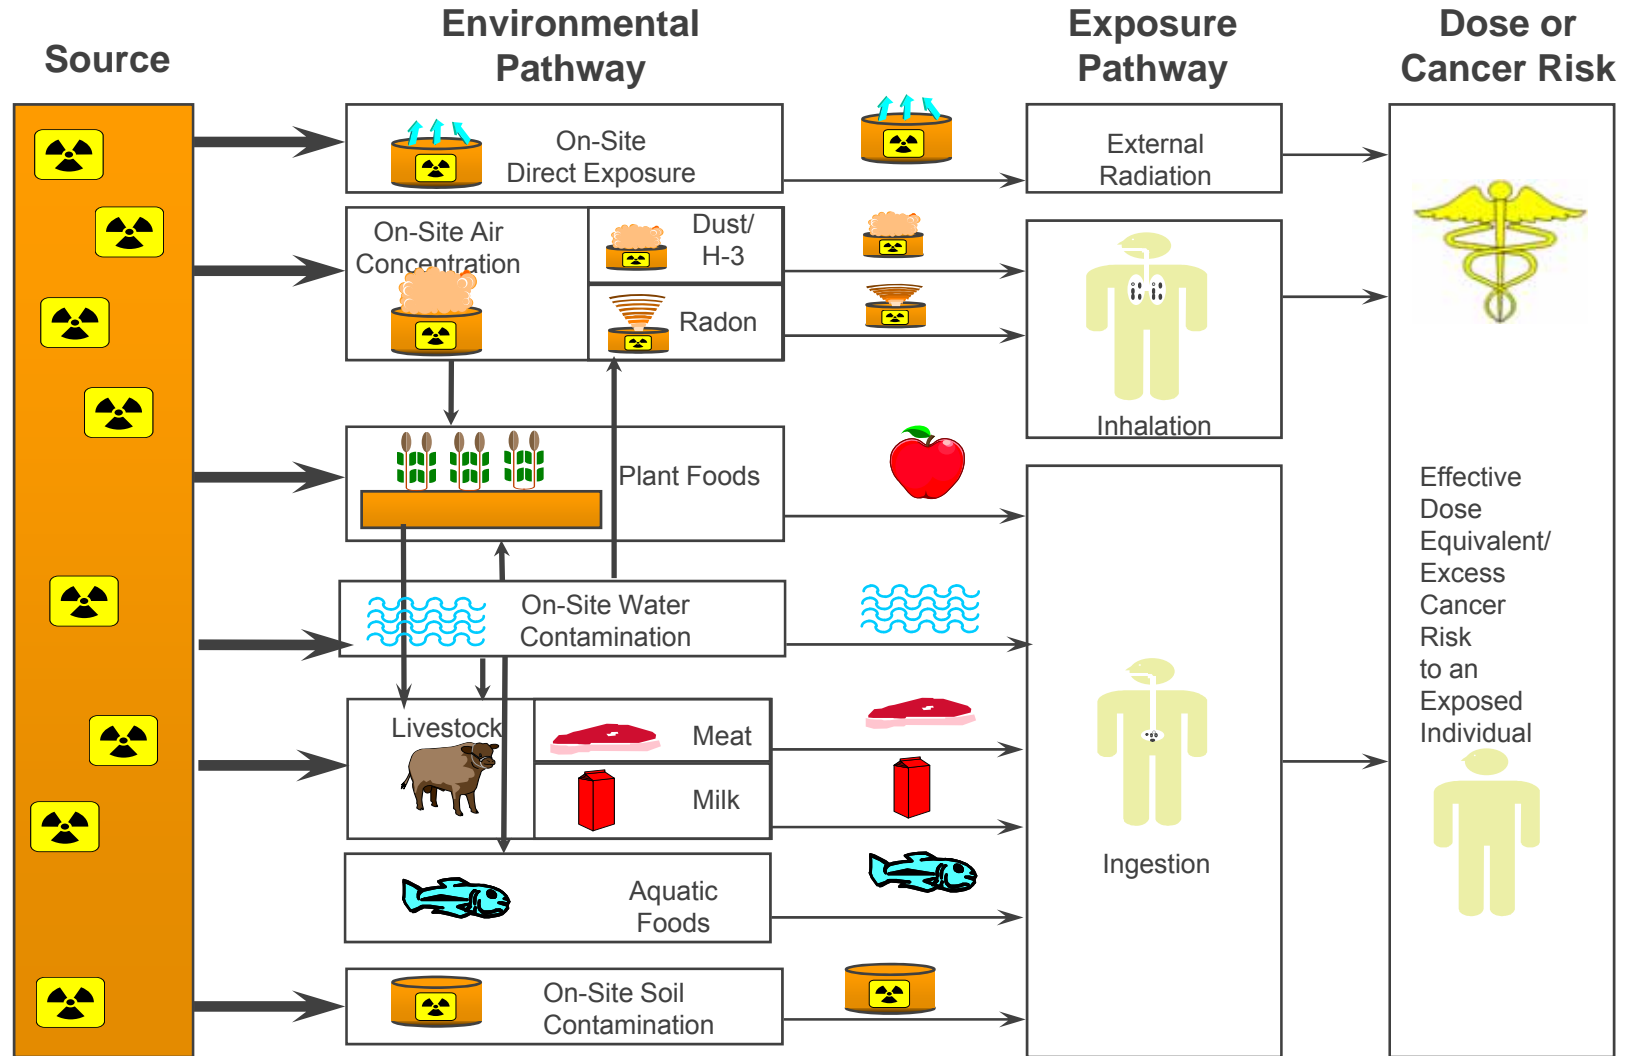 Source
Environmental
Pathway
Exposure
Pathway
Dose or
Cancer Risk
On-Site
Direct Exposure
External
Radiation
On-Site Air
Concentration
Dust/
H-3
Radon
Inhalation
Plant Foods
On-Site Water
Contamination
Livestock
Meat
Milk
Aquatic
Foods
On-Site Soil
Contamination
Ingestion
Effective
Dose
Equivalent/
Excess
Cancer
Risk
to an
Exposed
Individual